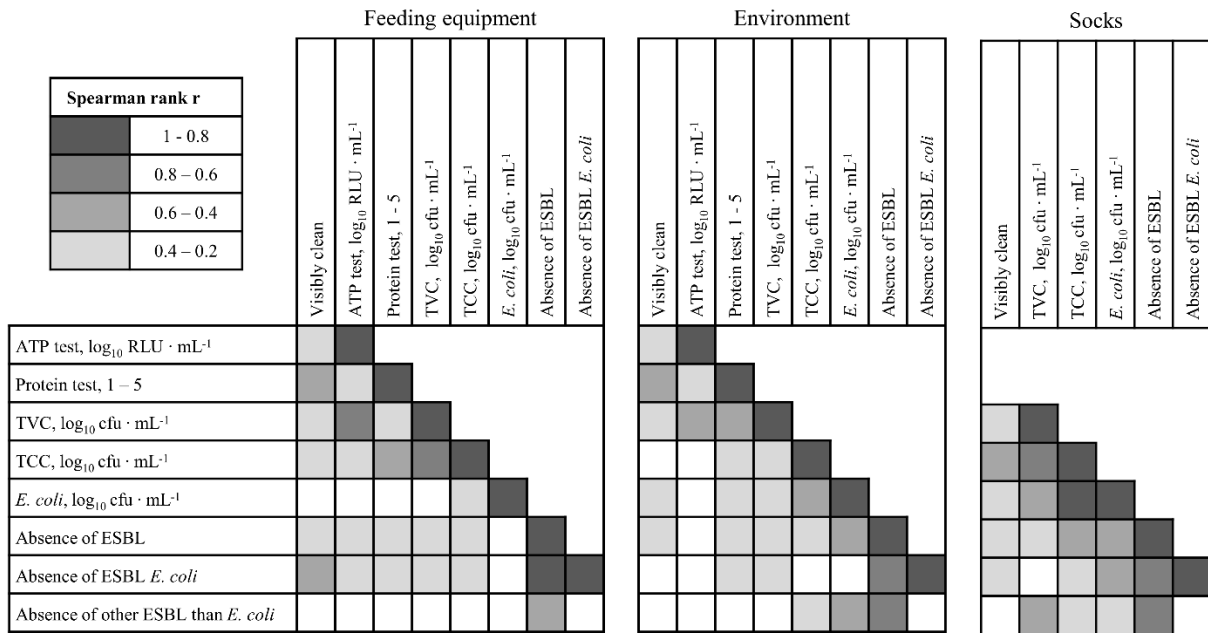 Feeding equipment
Environment
Socks
Spearman rank r
1 - 0.8
0.8 – 0.6
0.6 – 0.4
0.4 – 0.2
Visibly clean
ATP test, log₁₀ RLU · mL⁻¹
Protein test, 1 - 5
TVC, log₁₀ cfu · mL⁻¹
TCC, log₁₀ cfu · mL⁻¹
E. coli, log₁₀ cfu · mL⁻¹
Absence of ESBL
Absence of ESBL E. coli
Visibly clean
ATP test, log₁₀ RLU · mL⁻¹
Protein test, 1 - 5
TVC, log₁₀ cfu · mL⁻¹
TCC, log₁₀ cfu · mL⁻¹
E. coli, log₁₀ cfu · mL⁻¹
Absence of ESBL
Absence of ESBL E. coli
Visibly clean
TVC, log₁₀ cfu · mL⁻¹
TCC, log₁₀ cfu · mL⁻¹
E. coli, log₁₀ cfu · mL⁻¹
Absence of ESBL
Absence of ESBL E. coli
ATP test, log₁₀ RLU · mL⁻¹
Protein test, 1 – 5
TVC, log₁₀ cfu · mL⁻¹
TCC, log₁₀ cfu · mL⁻¹
E. coli, log₁₀ cfu · mL⁻¹
Absence of ESBL
Absence of ESBL E. coli
Absence of other ESBL than E. coli